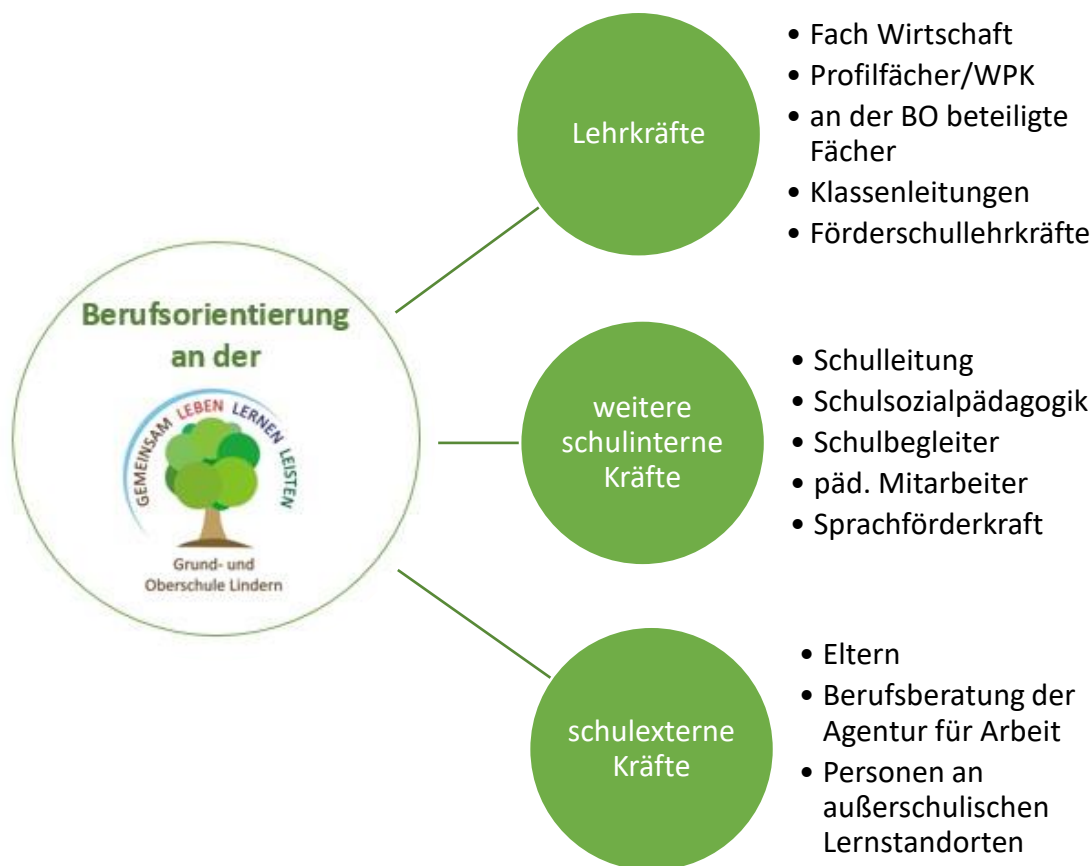 Berufsorientierung
an der
GEMEINSAM LEBEN LERNEN LEISTEN
Grund- und
Oberschule Lindern
Lehrkräfte
• Fach Wirtschaft
• Profilfächer/WPK
• an der BO beteiligte
Fächer
• Klassenleitungen
• Förderschullehrkräfte
weitere
schulinterne
Kräfte
• Schulleitung
• Schulsozialpädagogik
• Schulbegleiter
• päd. Mitarbeiter
• Sprachförderkraft
schulexterne
Kräfte
• Eltern
• Berufsberatung der
Agentur für Arbeit
• Personen an
außerschulischen
Lernstandorten